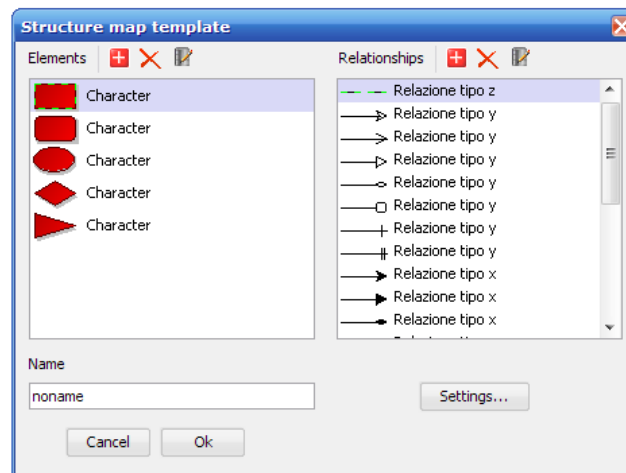 Structure map template
Elements
Relationships
Character
Character
Character
Character
Character
Relazione tipo z
Relazione tipo y
Relazione tipo y
Relazione tipo y
Relazione tipo y
Relazione tipo y
Relazione tipo y
Relazione tipo y
Relazione tipo x
Relazione tipo x
Relazione tipo x
Name
noname
Settings...
Cancel
Ok